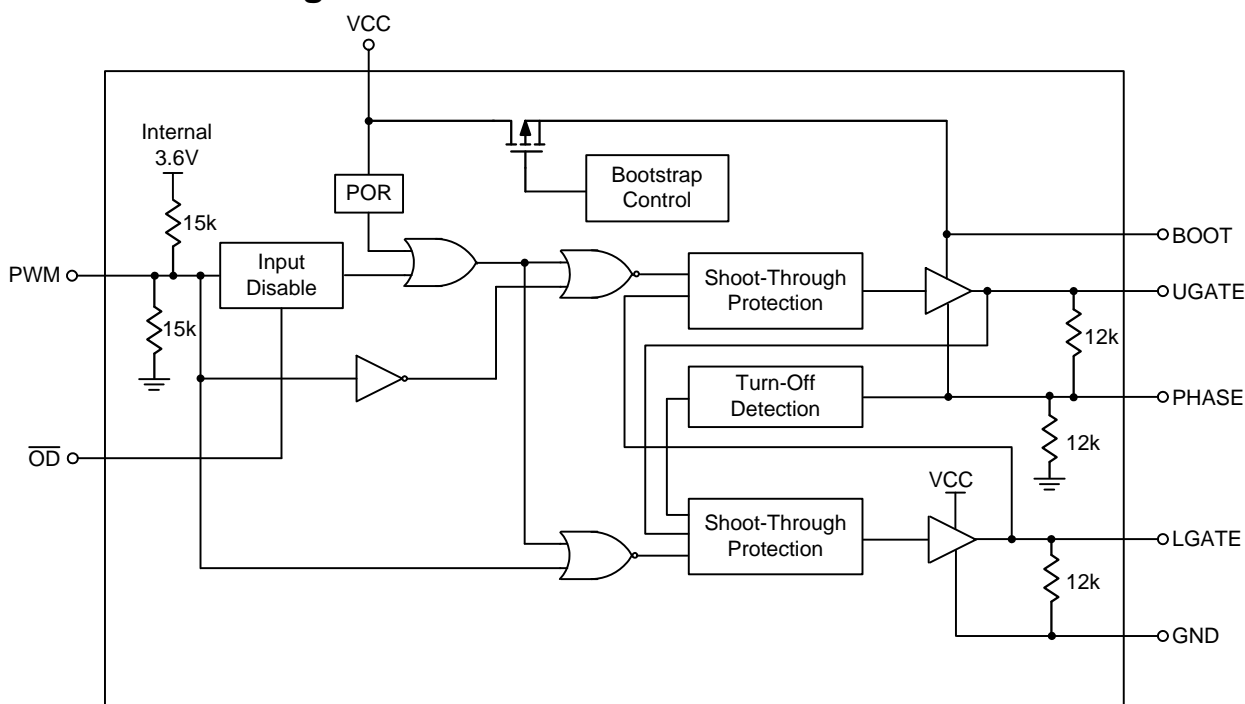 VCC
Internal
3.6V
15k
POR
Bootstrap
Control
BOOT
PWM
Input
Disable
Shoot-Through
Protection
UGATE
15k
12k
Turn-Off
Detection
PHASE
OD
12k
VCC
Shoot-Through
Protection
LGATE
12k
GND